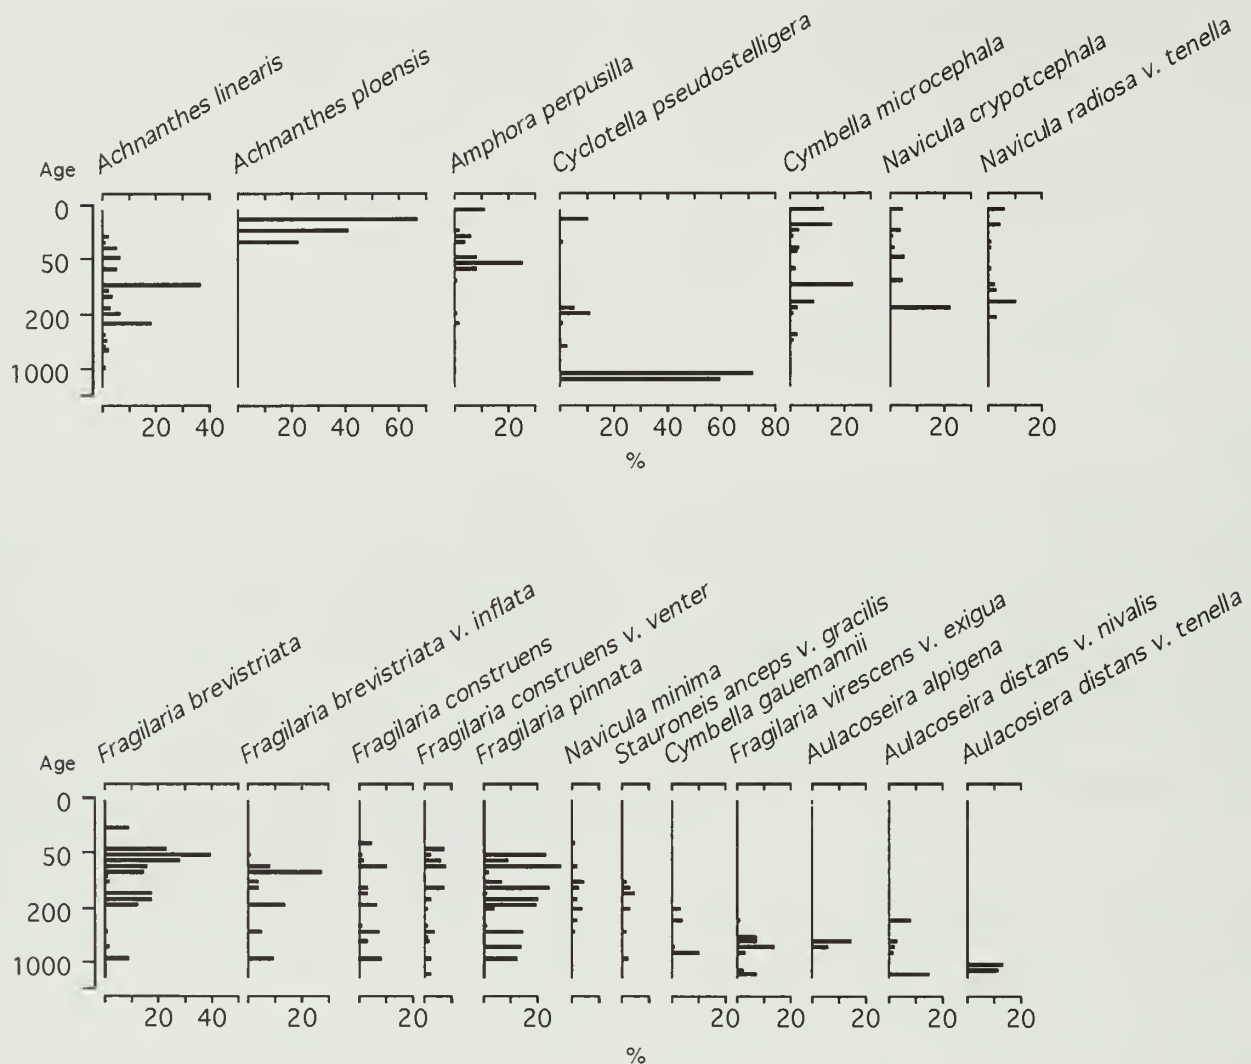 Achnanthes linearis
Achnanthes ploensis
Amphora perpusilla
Cyclotella pseudostelligera
Cymbella microcephala
Navicula crypotcephala
Navicula radiosa v. tenella
Age
0
50
200
1000
20 40 20 40 60 20 20 40 60 80 20 20 20
%
Fragilaria brevistriata
Fragilaria brevistriata v. inflata
Fragilaria construens
Fragilaria construens v. venter
Fragilaria pinnata
Navicula minima
Stauroneis anceps v. gracilis
Cymbella gauemannii
Fragilaria virescens v. exigua
Aulacoseira alpigena
Aulacoseira distans v. nivalis
Aulacosiera distans v. tenella
Age
0
50
200
1000
20 40 20 20 20 20 20 20 20 20
%